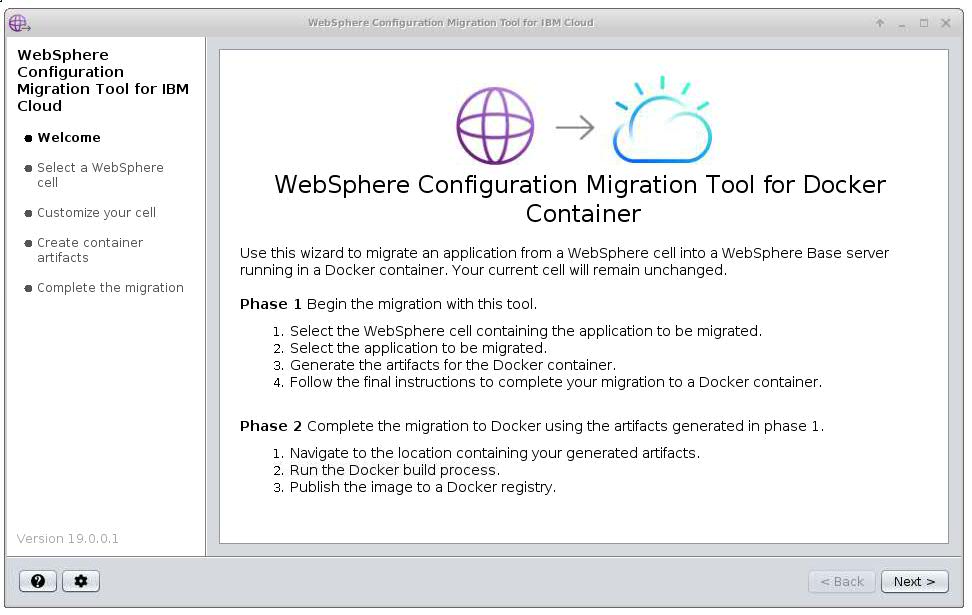 WebSphere Configuration Migration Tool for IBM Cloud
WebSphere
Configuration
Migration Tool for IBM
Cloud
Welcome
Select a WebSphere
cell
Customize your cell
Create container
artifacts
Complete the migration
Version 19.0.0.1
WebSphere Configuration Migration Tool for Docker
Container
Use this wizard to migrate an application from a WebSphere cell into a WebSphere Base server
running in a Docker container. Your current cell will remain unchanged.
Phase 1 Begin the migration with this tool.
1. Select the WebSphere cell containing the application to be migrated.
2. Select the application to be migrated.
3. Generate the artifacts for the Docker container.
4. Follow the final instructions to complete your migration to a Docker container.
Phase 2 Complete the migration to Docker using the artifacts generated in phase 1.
1. Navigate to the location containing your generated artifacts.
2. Run the Docker build process.
3. Publish the image to a Docker registry.
< Back
Next >